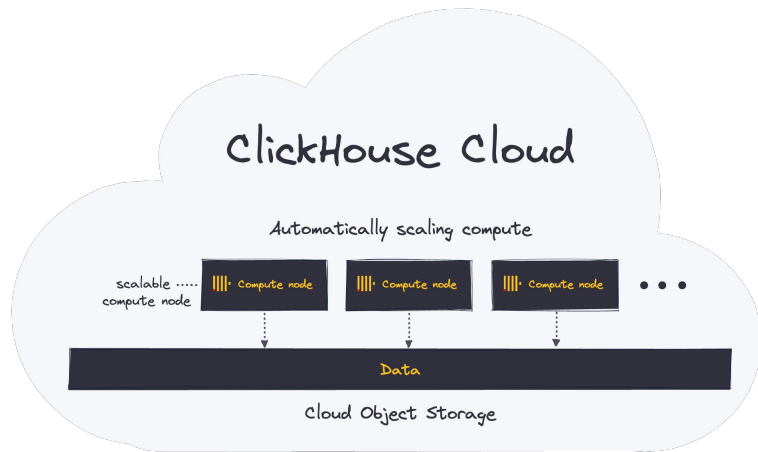 ClickHouse Cloud
Automatically scaling compute
scalable
compute node
Compute node
Compute node
Compute node
Data
Cloud Object Storage